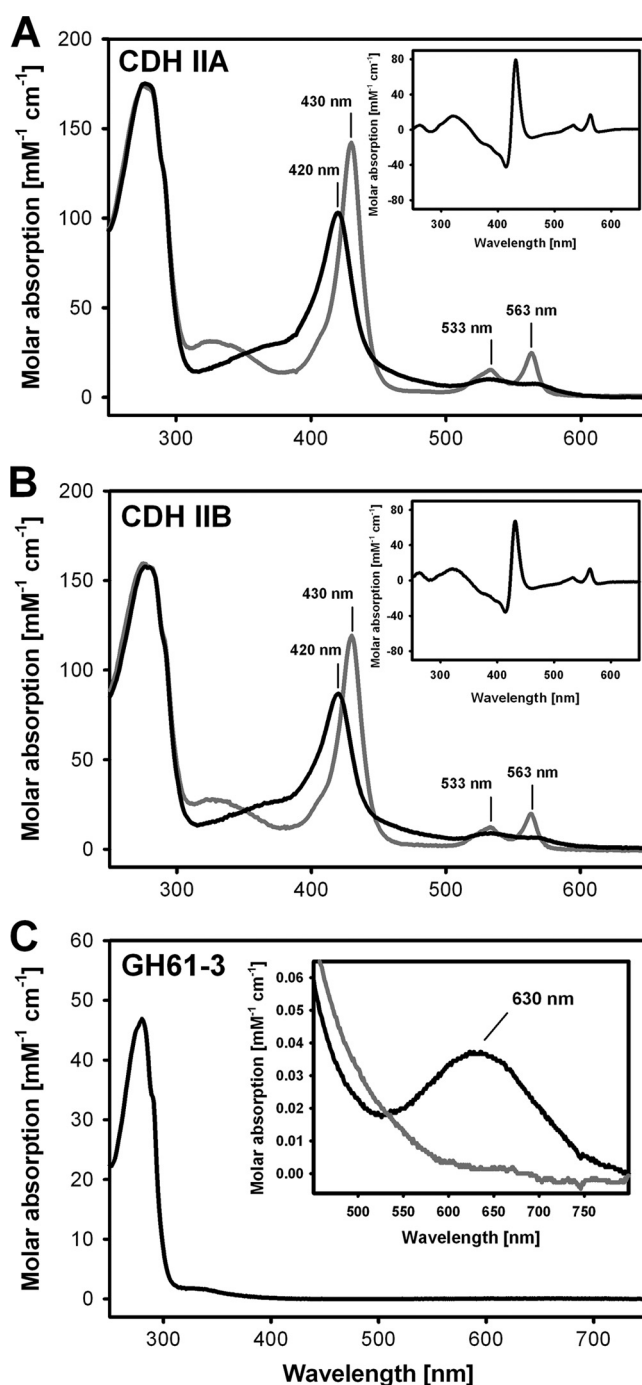 A
CDH IIA
Molar absorption [mM⁻¹ cm⁻¹]
200
150
100
50
0
300
400
500
600
420 nm
430 nm
533 nm
563 nm
Molar absorption [mM⁻¹ cm⁻¹]
80
40
0
-40
-80
300
400
500
600
Wavelength [nm]
B
CDH IIB
Molar absorption [mM⁻¹ cm⁻¹]
200
150
100
50
0
300
400
500
600
420 nm
430 nm
533 nm
563 nm
Molar absorption [mM⁻¹ cm⁻¹]
80
40
0
-40
-80
300
400
500
600
Wavelength [nm]
C
GH61-3
Molar absorption [mM⁻¹ cm⁻¹]
60
50
40
30
20
10
0
300
400
500
600
700
Wavelength [nm]
630 nm
Molar absorption [mM⁻¹ cm⁻¹]
0.06
0.05
0.04
0.03
0.02
0.01
0.00
500
550
600
650
700
750
Wavelength [nm]